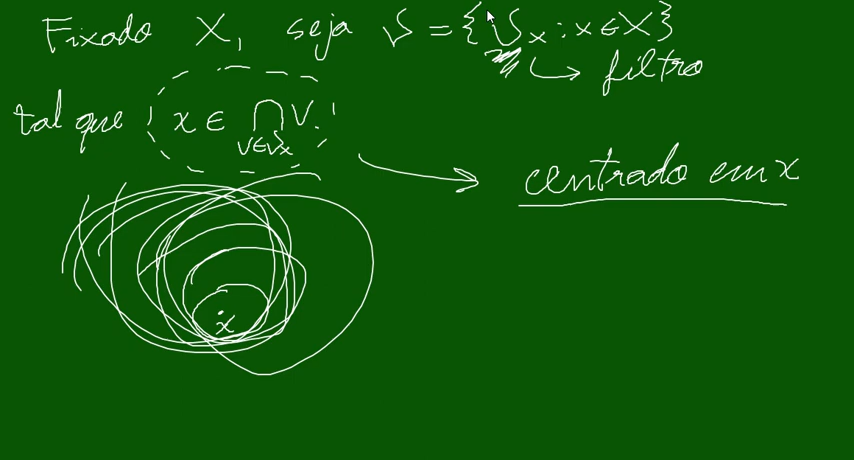 Fixado X, seja 𝒱 = {𝒱ₓ : x ∈ X}
filtro
tal que x ∈ ⋂ V.
V∈𝒱ₓ
centrado em x
x